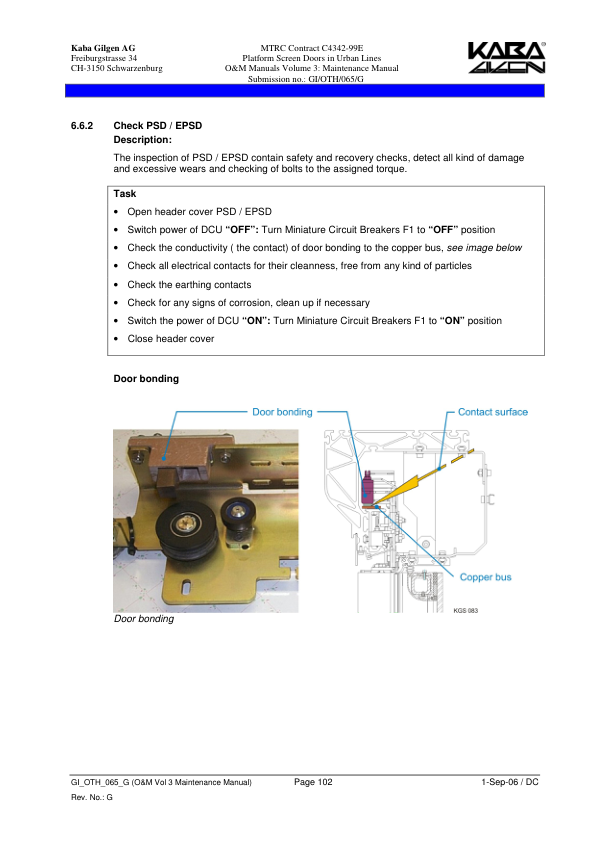 Kaba Gilgen AG
Freiburgstrasse 34
CH-3150 Schwarzenburg
MTRC Contract C4342-99E
Platform Screen Doors in Urban Lines
O&M Manuals Volume 3: Maintenance Manual
Submission no.: GI/OTH/065/G
KABA®
GILGEN
6.6.2 Check PSD / EPSD
Description:
The inspection of PSD / EPSD contain safety and recovery checks, detect all kind of damage
and excessive wears and checking of bolts to the assigned torque.
Task
• Open header cover PSD / EPSD
• Switch power of DCU “OFF”: Turn Miniature Circuit Breakers F1 to “OFF” position
• Check the conductivity ( the contact) of door bonding to the copper bus, see image below
• Check all electrical contacts for their cleanness, free from any kind of particles
• Check the earthing contacts
• Check for any signs of corrosion, clean up if necessary
• Switch the power of DCU “ON”: Turn Miniature Circuit Breakers F1 to “ON” position
• Close header cover
Door bonding
Door bonding
Contact surface
Copper bus
KGS 083
Door bonding
GI_OTH_065_G (O&M Vol 3 Maintenance Manual) Page 102 1-Sep-06 / DC
Rev. No.: G